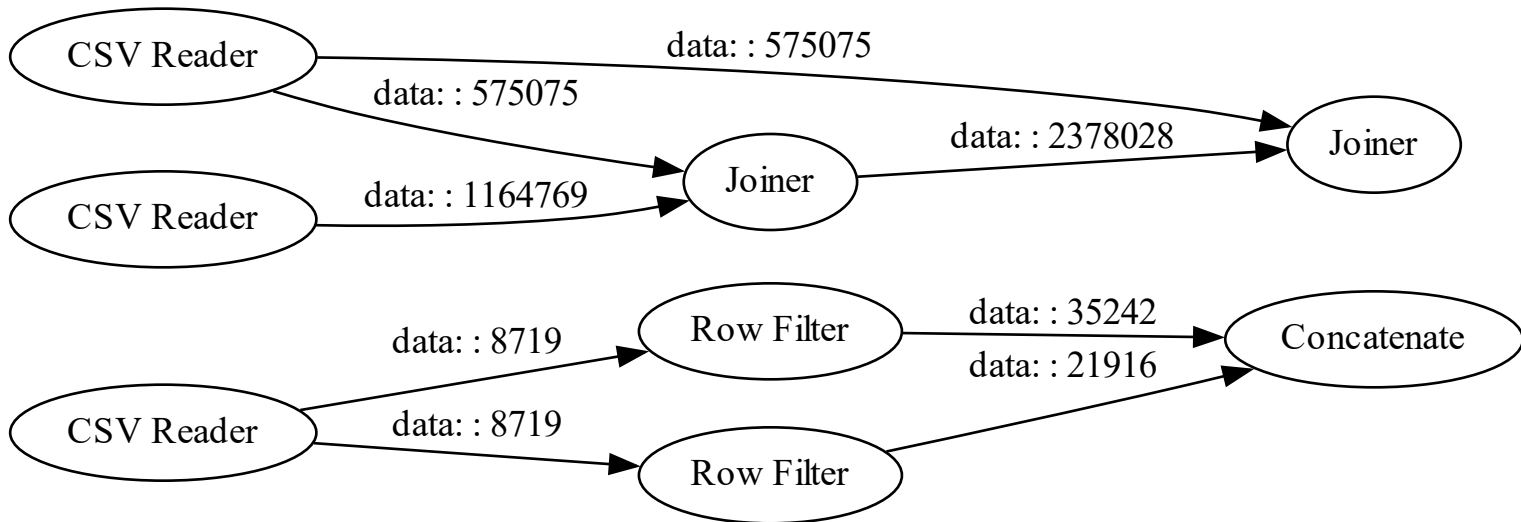 CSV Reader
data: : 575075
data: : 575075
data: : 2378028
Joiner
Joiner
CSV Reader
data: : 1164769
Row Filter
data: : 35242
Concatenate
data: : 8719
data: : 21916
CSV Reader
data: : 8719
Row Filter